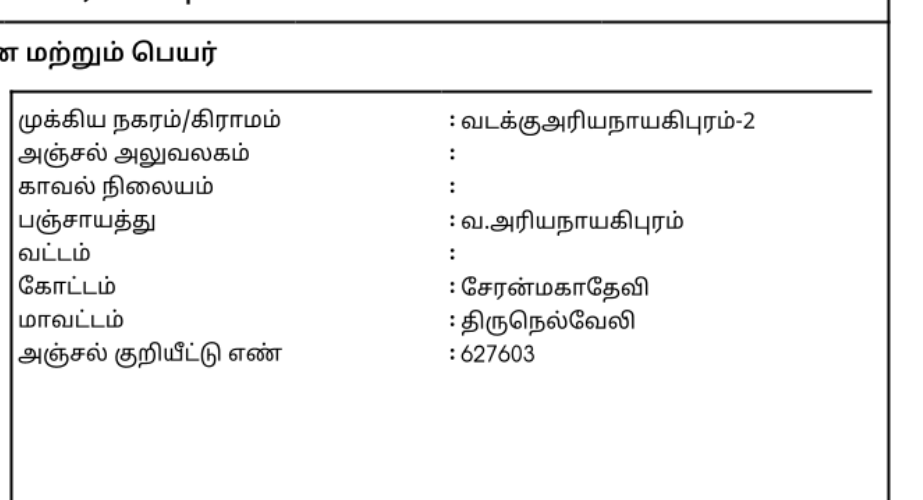 மற்றும் பெயர்
முக்கிய நகரம்/கிராமம் : வடக்குஅரியநாயகிபுரம்-2
அஞ்சல் அலுவலகம் :
காவல் நிலையம் :
பஞ்சாயத்து : வ.அரியநாயகிபுரம்
வட்டம் :
கோட்டம் : சேரன்மகாதேவி
மாவட்டம் : திருநெல்வேலி
அஞ்சல் குறியீட்டு எண் : 627603